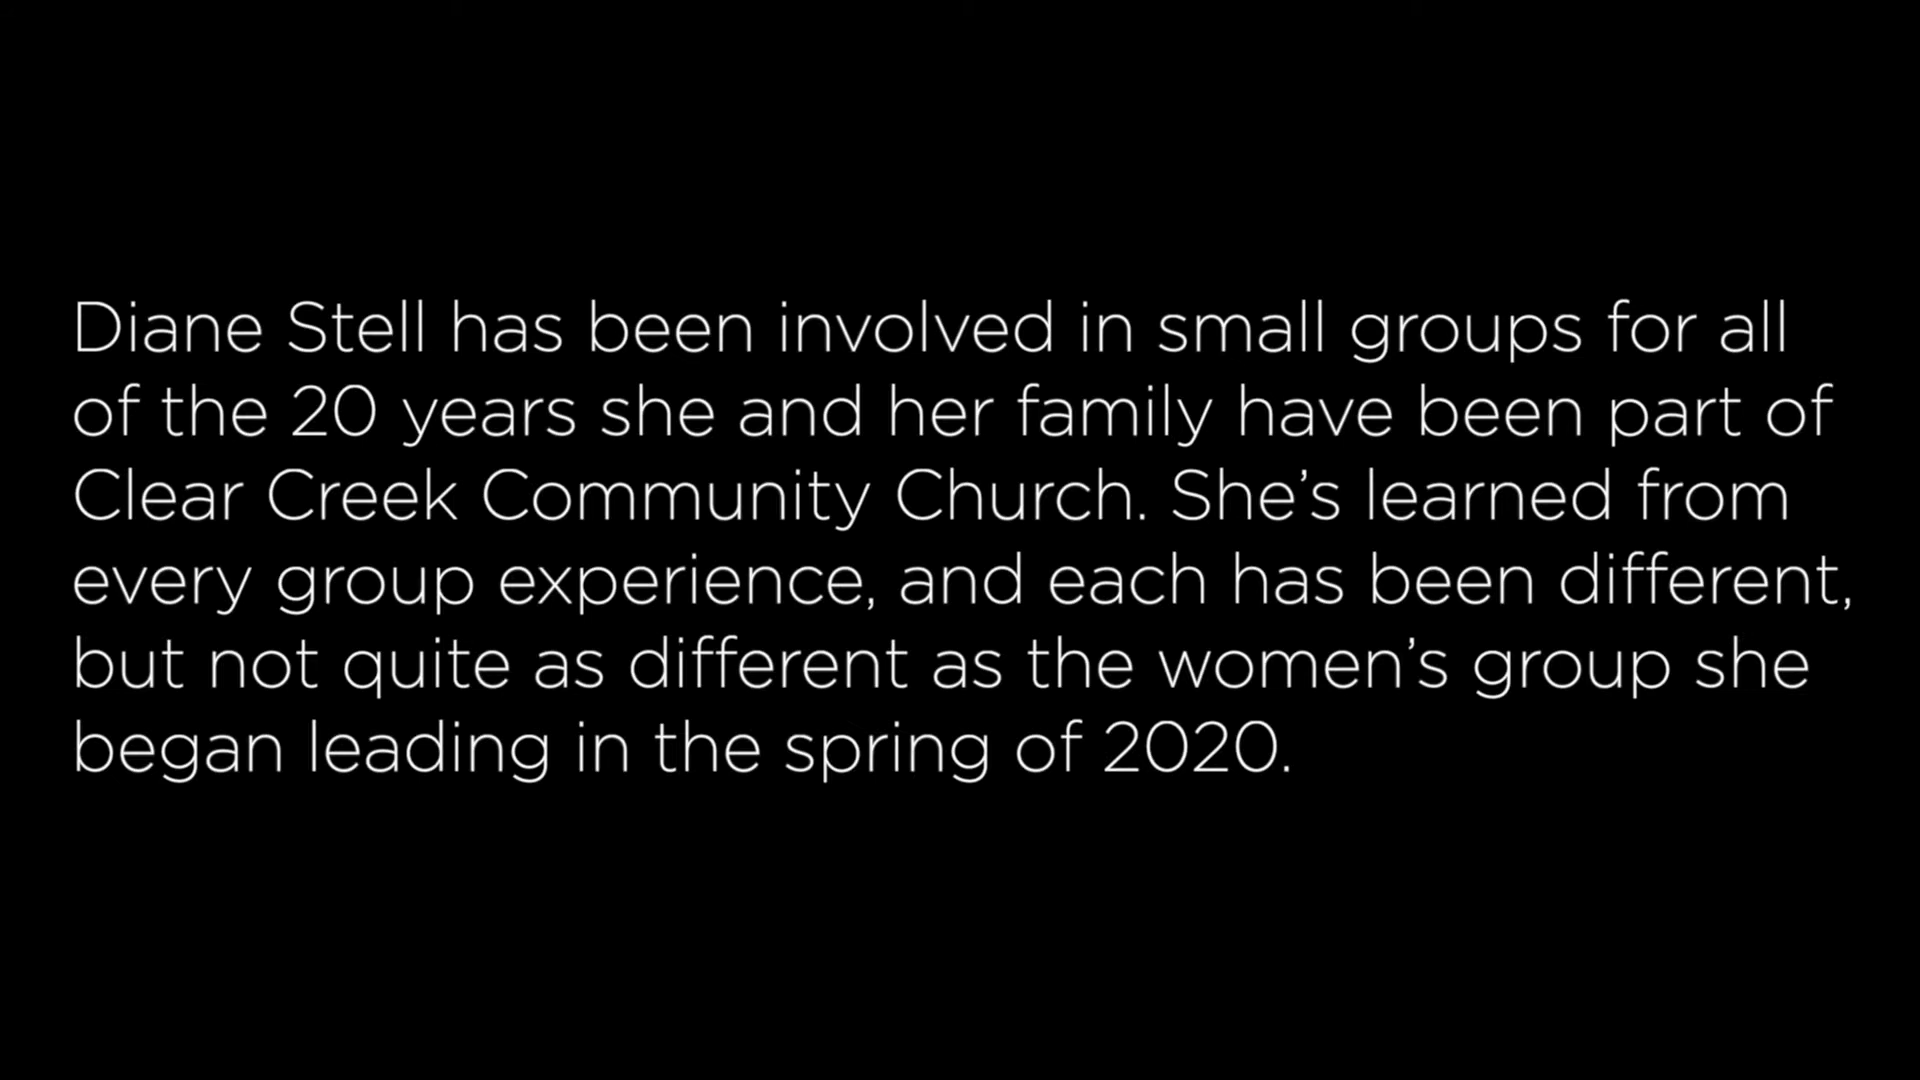 Diane Stell has been involved in small groups for all
of the 20 years she and her family have been part of
Clear Creek Community Church. She’s learned from
every group experience, and each has been different,
but not quite as different as the women’s group she
began leading in the spring of 2020.